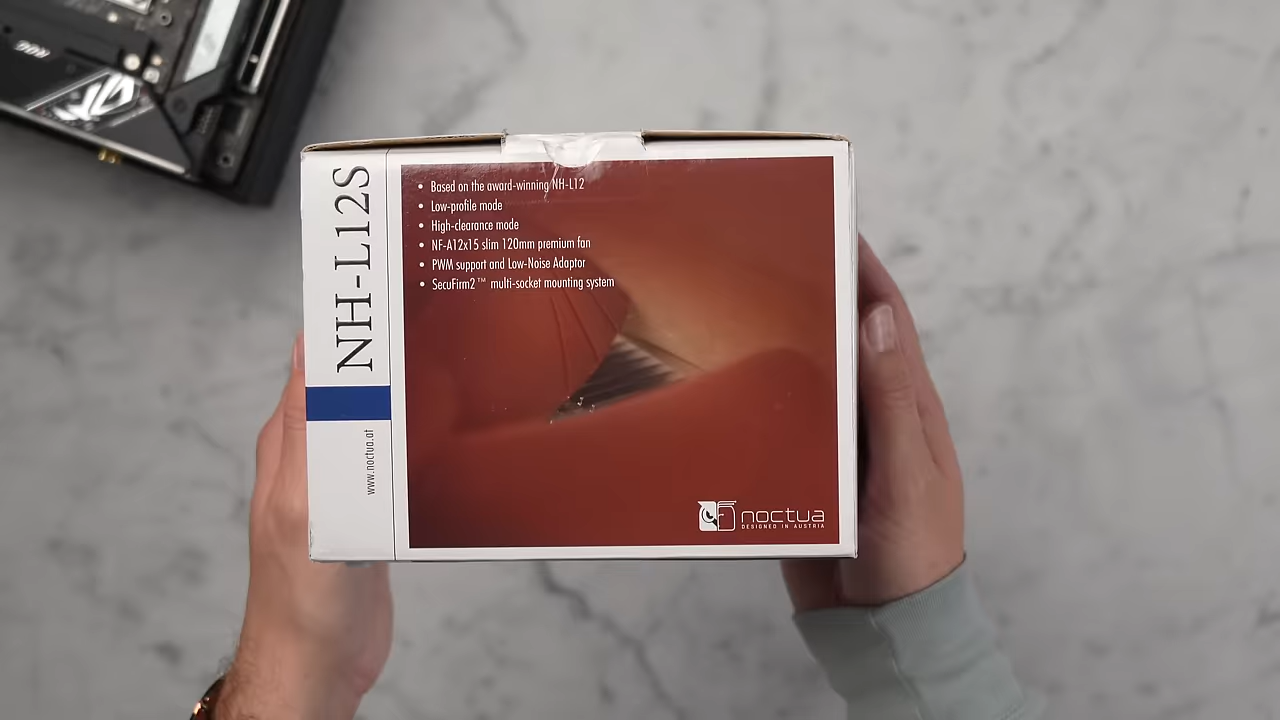 ROG
NH-L12S
www.noctua.at
• Based on the award-winning NH-L12
• Low-profile mode
• High-clearance mode
• NF-A12x15 slim 120mm premium fan
• PWM support and Low-Noise Adaptor
• SecuFirm2™ multi-socket mounting system
noctua
DESIGNED IN AUSTRIA